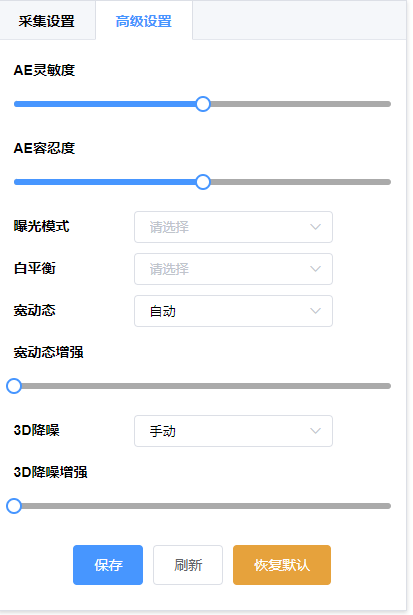 采集设置 高级设置
AE灵敏度
AE容忍度
曝光模式 请选择
白平衡 请选择
宽动态 自动
宽动态增强
3D降噪 手动
3D降噪增强
保存 刷新 恢复默认